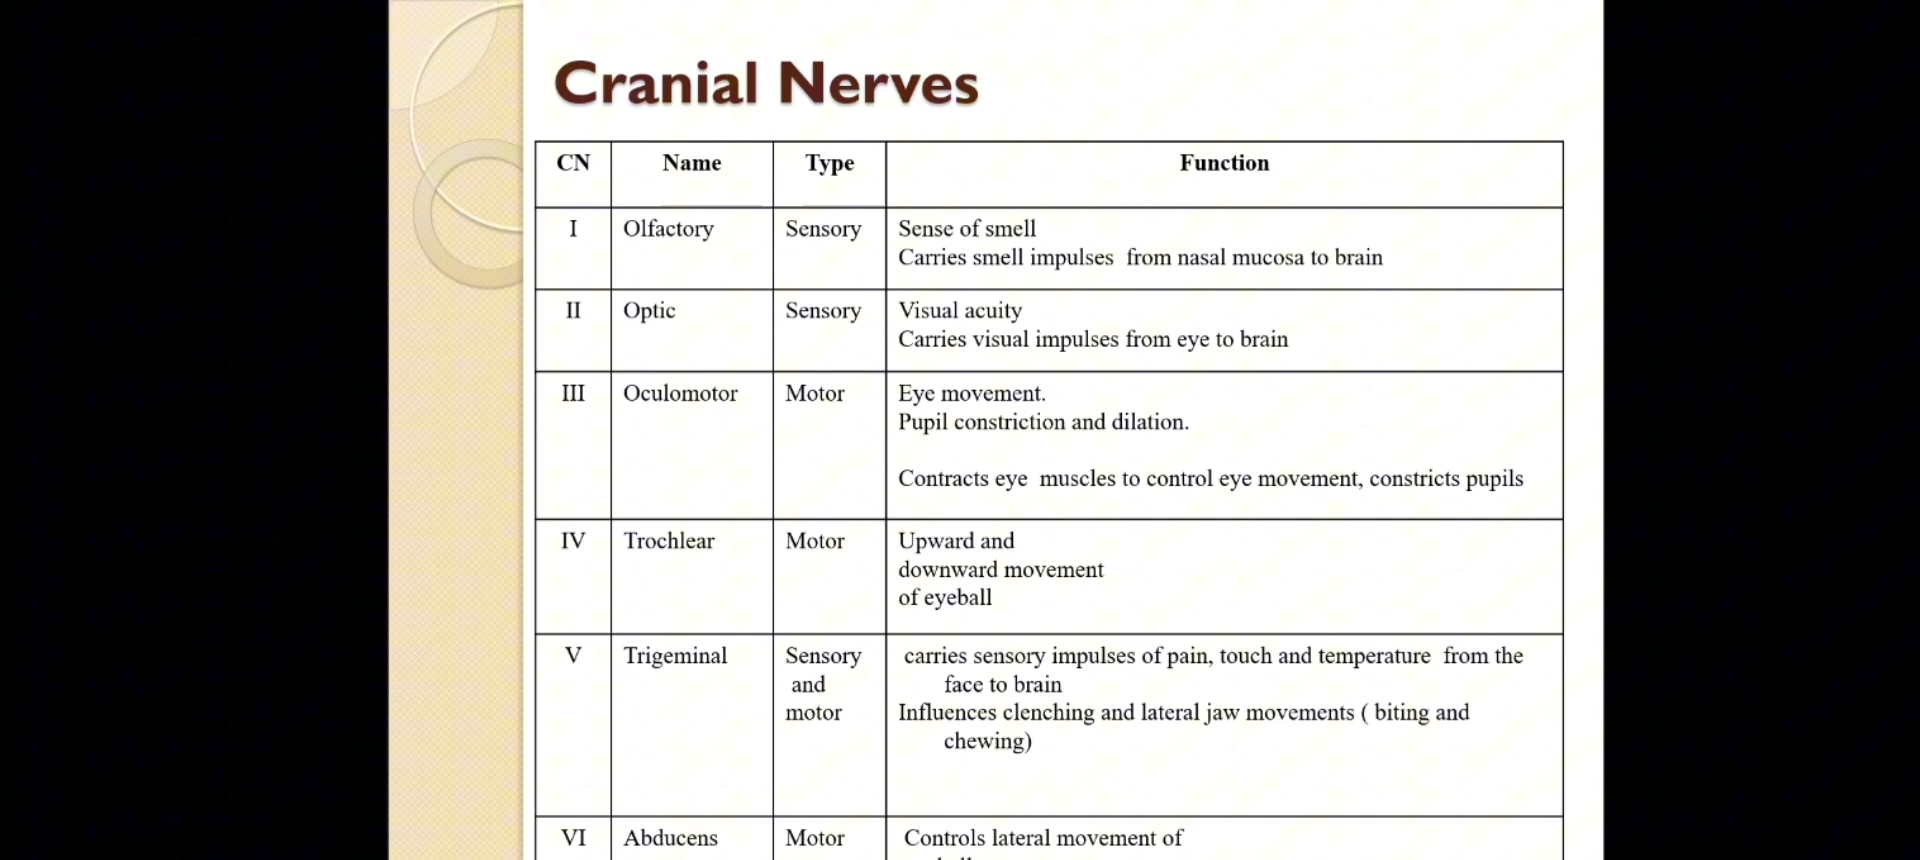 Cranial Nerves
CN Name Type Function
I Olfactory Sensory Sense of smell
Carries smell impulses from nasal mucosa to brain
II Optic Sensory Visual acuity
Carries visual impulses from eye to brain
III Oculomotor Motor Eye movement.
Pupil constriction and dilation.
Contracts eye muscles to control eye movement, constricts pupils
IV Trochlear Motor Upward and
downward movement
of eyeball
V Trigeminal Sensory carries sensory impulses of pain, touch and temperature from the
and face to brain
motor Influences clenching and lateral jaw movements ( biting and
chewing)
VI Abducens Motor Controls lateral movement of